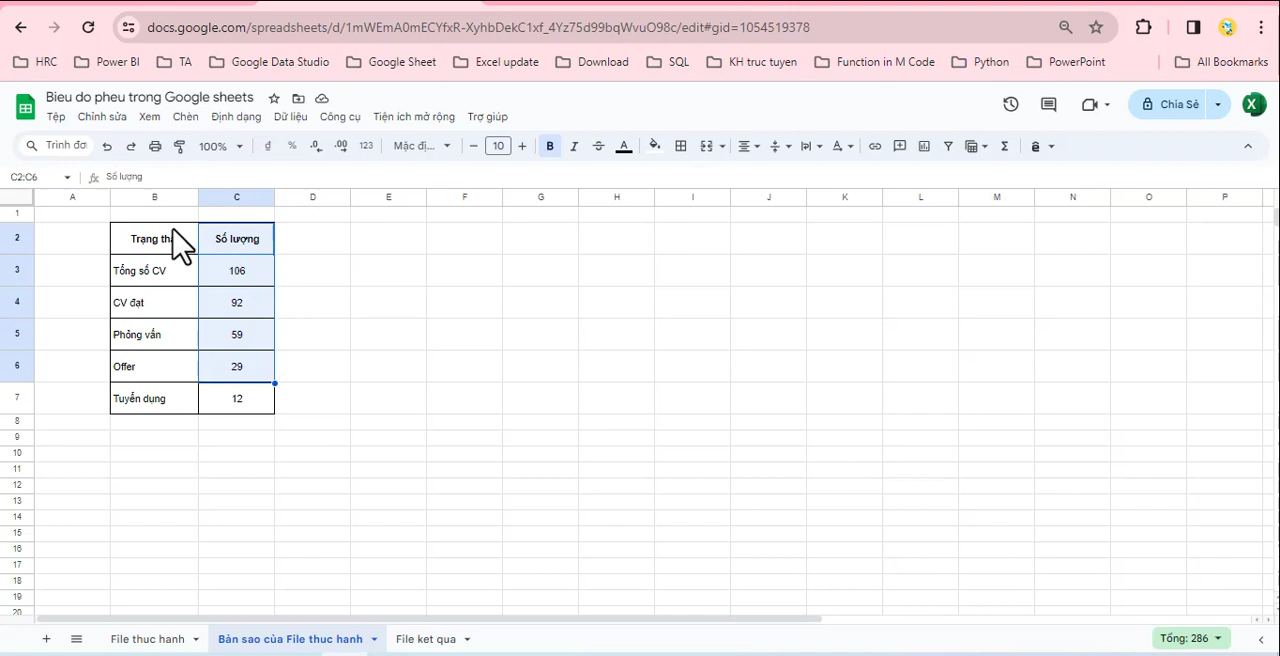 docs.google.com/spreadsheets/d/1mWEmA0mECYfxR-XyhbDekC1xf_4Yz75d99bqWvuO98c/edit#gid=1054519378
HRC Power BI TA Google Data Studio Google Sheet Excel update Download SQL KH truc tuyen Function in M Code Python PowerPoint All Bookmarks
Bieu do pheu trong Google sheets
Tệp Chỉnh sửa Xem Chèn Định dạng Dữ liệu Công cụ Tiện ích mở rộng Trợ giúp
Chia Sẻ
Trình đơ 100% đ % .0 .00 123 Mặc đị... 10 B I S A
C2:C6 fx Số lượng
A B C D E F G H I J K L M N O P
1
2 Trạng Số lượng
3 Tổng số CV 106
4 CV đạt 92
5 Phỏng vấn 59
6 Offer 29
7 Tuyển dụng 12
8
9
10
11
12
13
14
15
16
17
18
19
20
File thuc hanh Bản sao của File thuc hanh File ket qua Tổng: 286